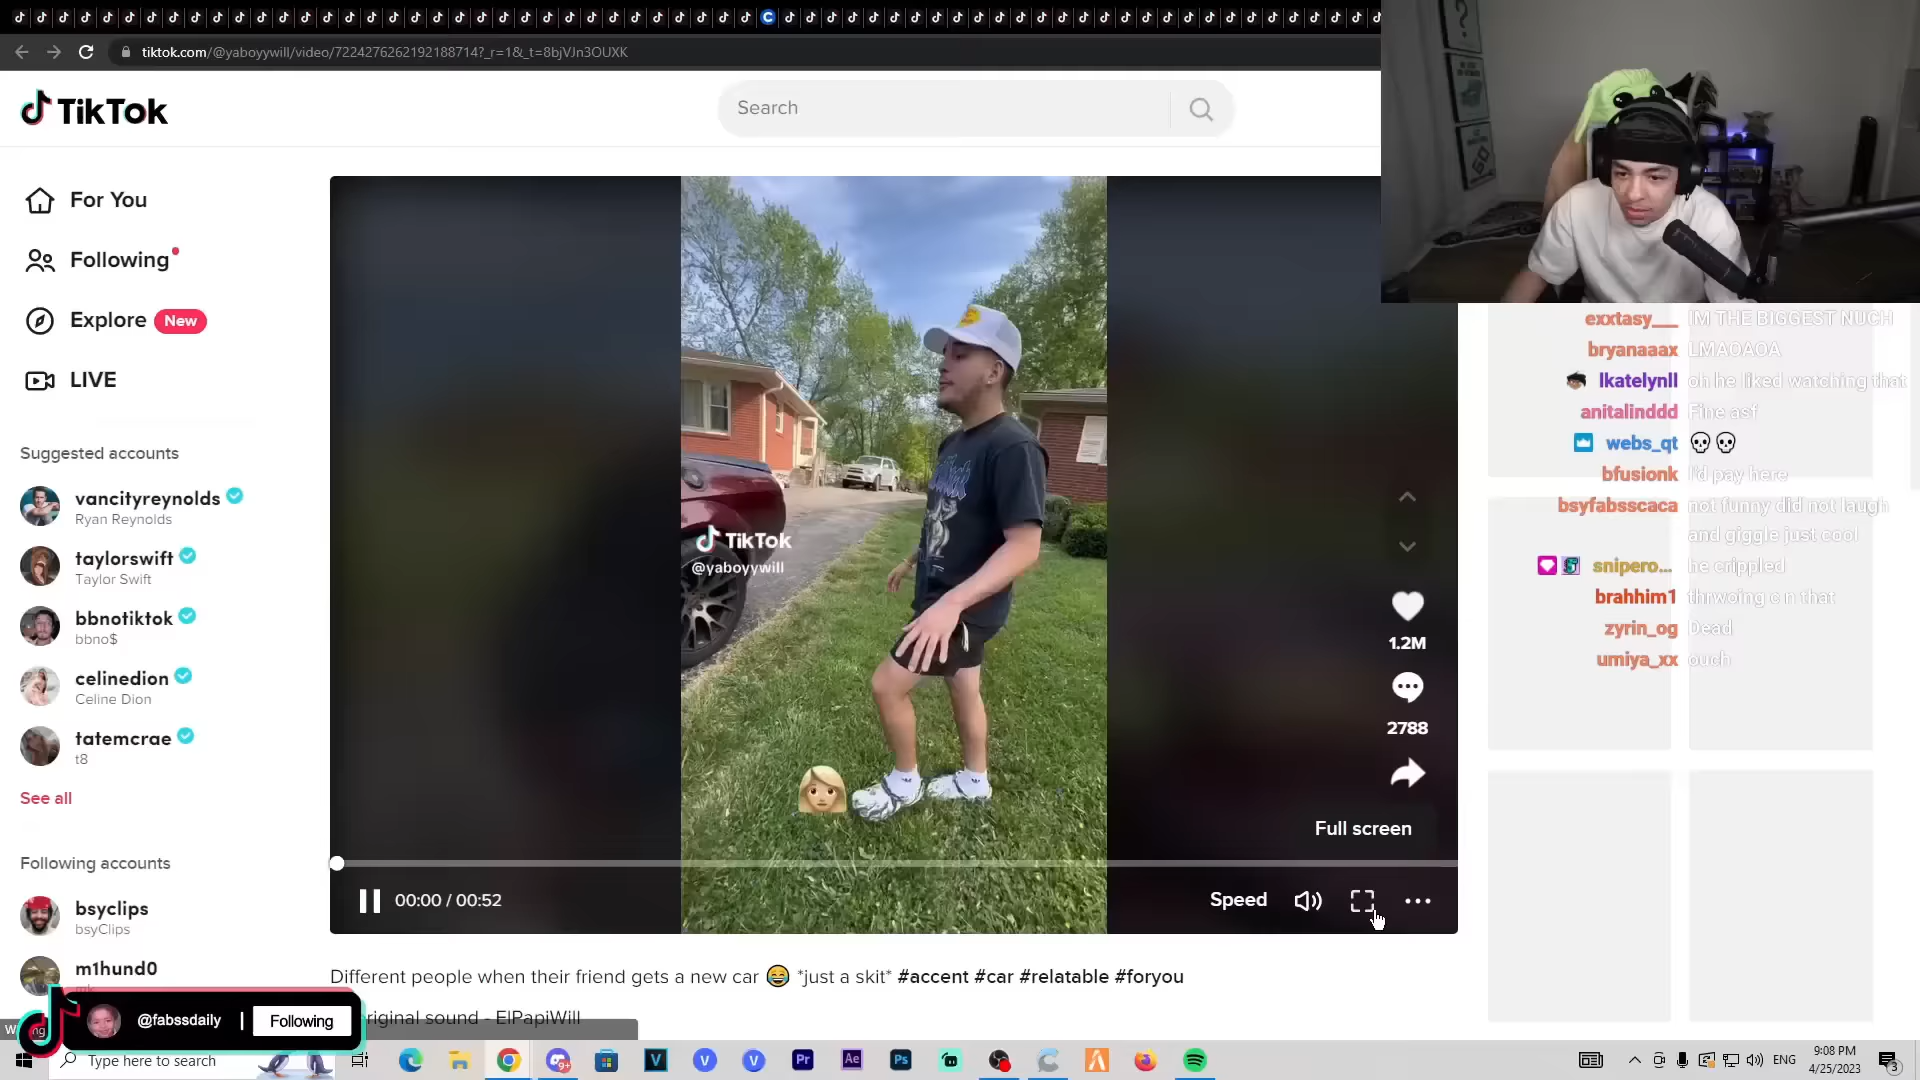 tiktok.com/@yaboyywill/video/7224276262192188714?_r=1&_t=8bjVJn3OUXK
TikTok
Search
For You
Following
Explore New
LIVE
Suggested accounts
vancityreynolds
Ryan Reynolds
taylorswift
Taylor Swift
bbnotiktok
bbno$
celinedion
Celine Dion
tatemcrae
t8
See all
Following accounts
bsyclips
bsyClips
m1hund0
@fabssdaily | Following
TikTok
@yaboyywill
1.2M
2788
Full screen
00:00 / 00:52
Speed
Different people when their friend gets a new car 😂 *just a skit* #accent #car #relatable #foryou
riginal sound - ElPapiWill
exxtasy___ IM THE BIGGEST NUCH
bryanaaax LMAOAOA
lkatelynll oh he liked watching that
anitalinddd Fine asf
webs_qt 💀💀
bfusionk I'd pay here
bsyfabsscaca not funny did not laugh
and giggle just cool
snipero... he crippled
brahhim1 thrwoing c n that
zyrin_og Dead
umiya_xx ouch
Type here to search
ENG
9:08 PM
4/25/2023